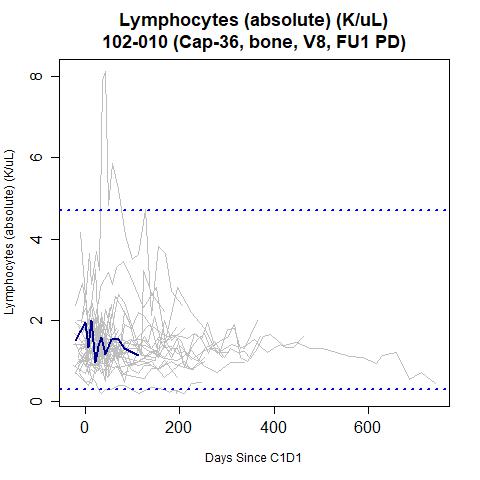 Lymphocytes (absolute) (K/uL)
102-010 (Cap-36, bone, V8, FU1 PD)
Lymphocytes (absolute) (K/uL)
8
6
4
2
0
0 200 400 600
Days Since C1D1